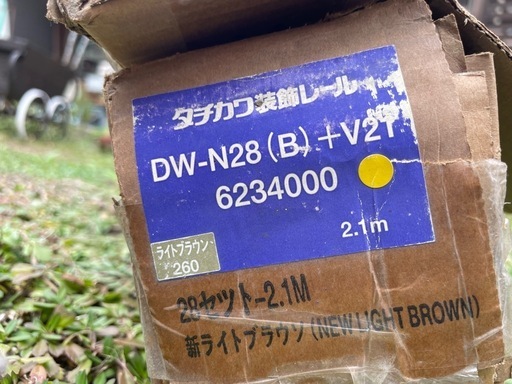 タチカワ装飾レール
DW-N28(B)+V21
6234000
2.1m
ライトブラウン
260
28セット-2.1M
新ライトブラウン(NEW LIGHT BROWN)